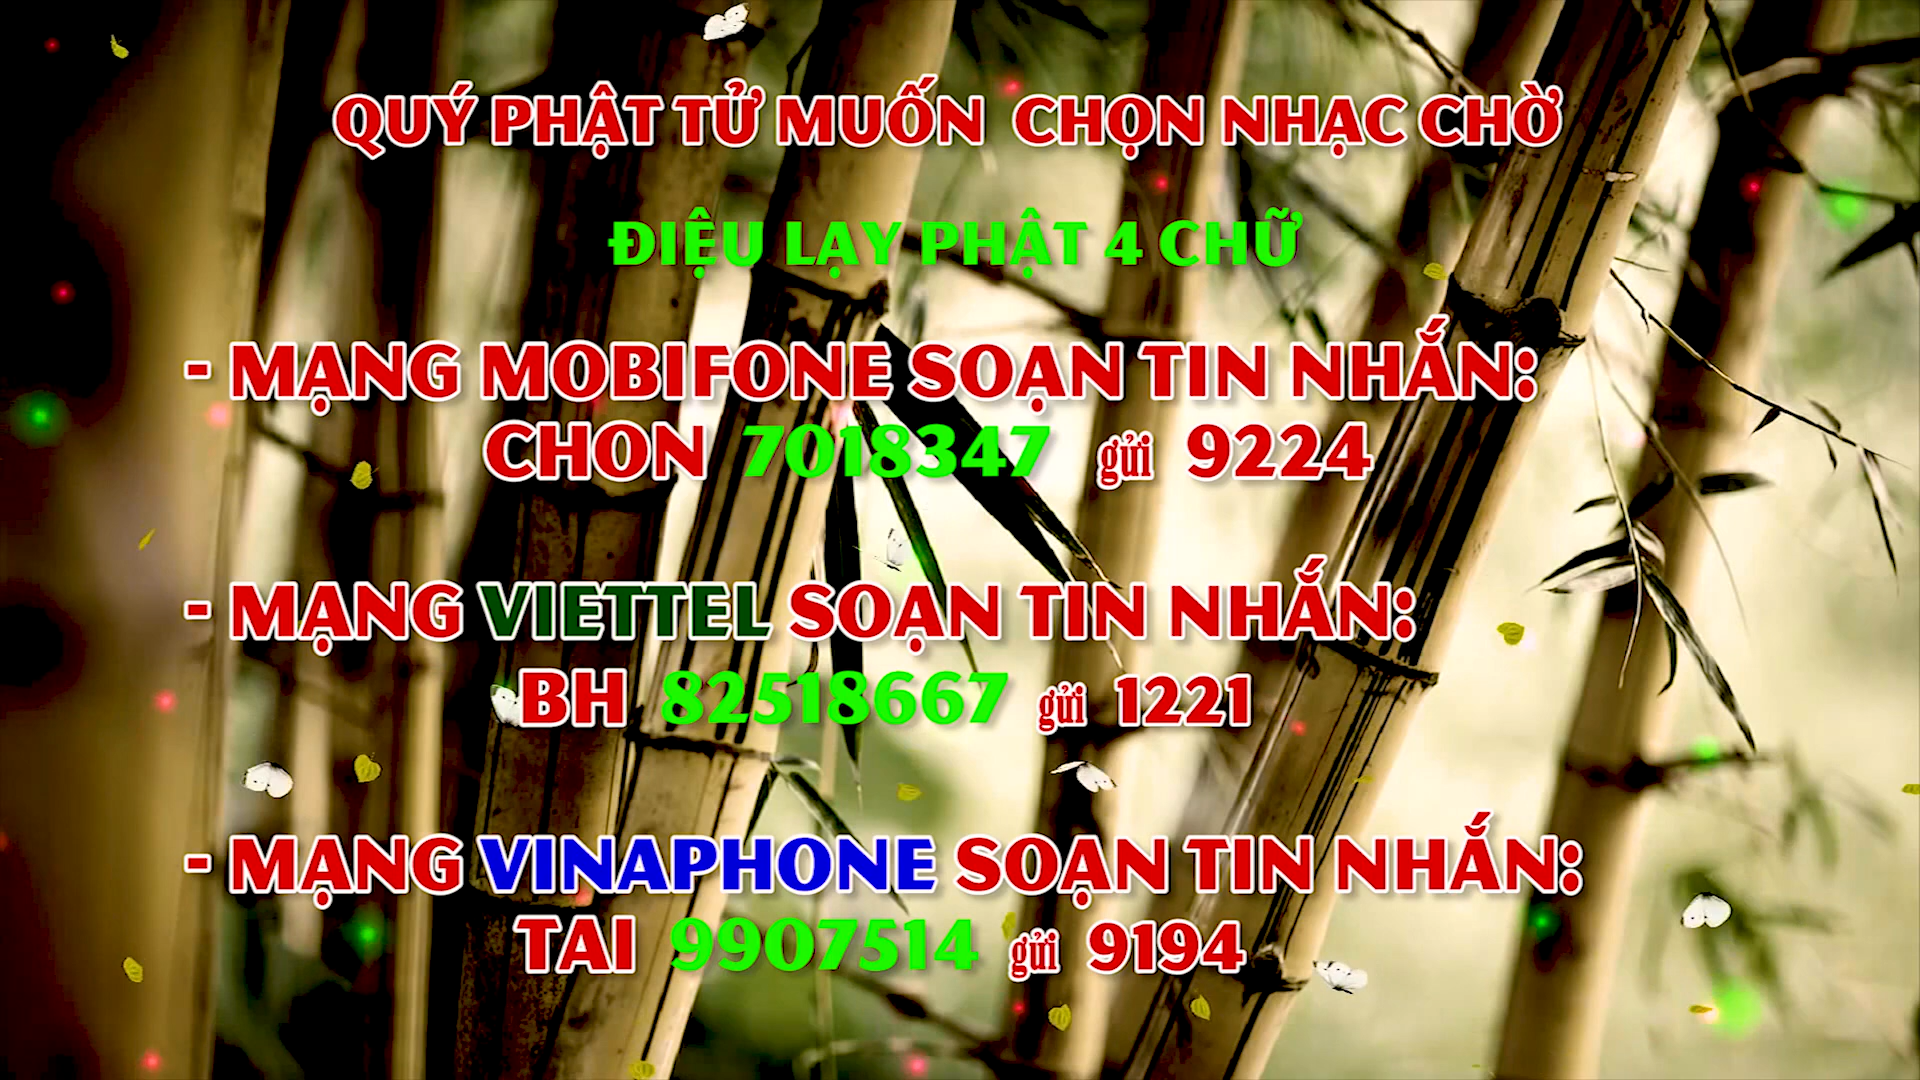 QUÝ PHẬT TỬ MUỐN CHỌN NHẠC CHỜ
ĐIỆU LẠY PHẬT 4 CHỮ
- MẠNG MOBIFONE SOẠN TIN NHẮN:
CHON 7018347 gửi 9224
- MẠNG VIETTEL SOẠN TIN NHẮN:
BH 82518667 gửi 1221
- MẠNG VINAPHONE SOẠN TIN NHẮN:
TAI 9907514 gửi 9194